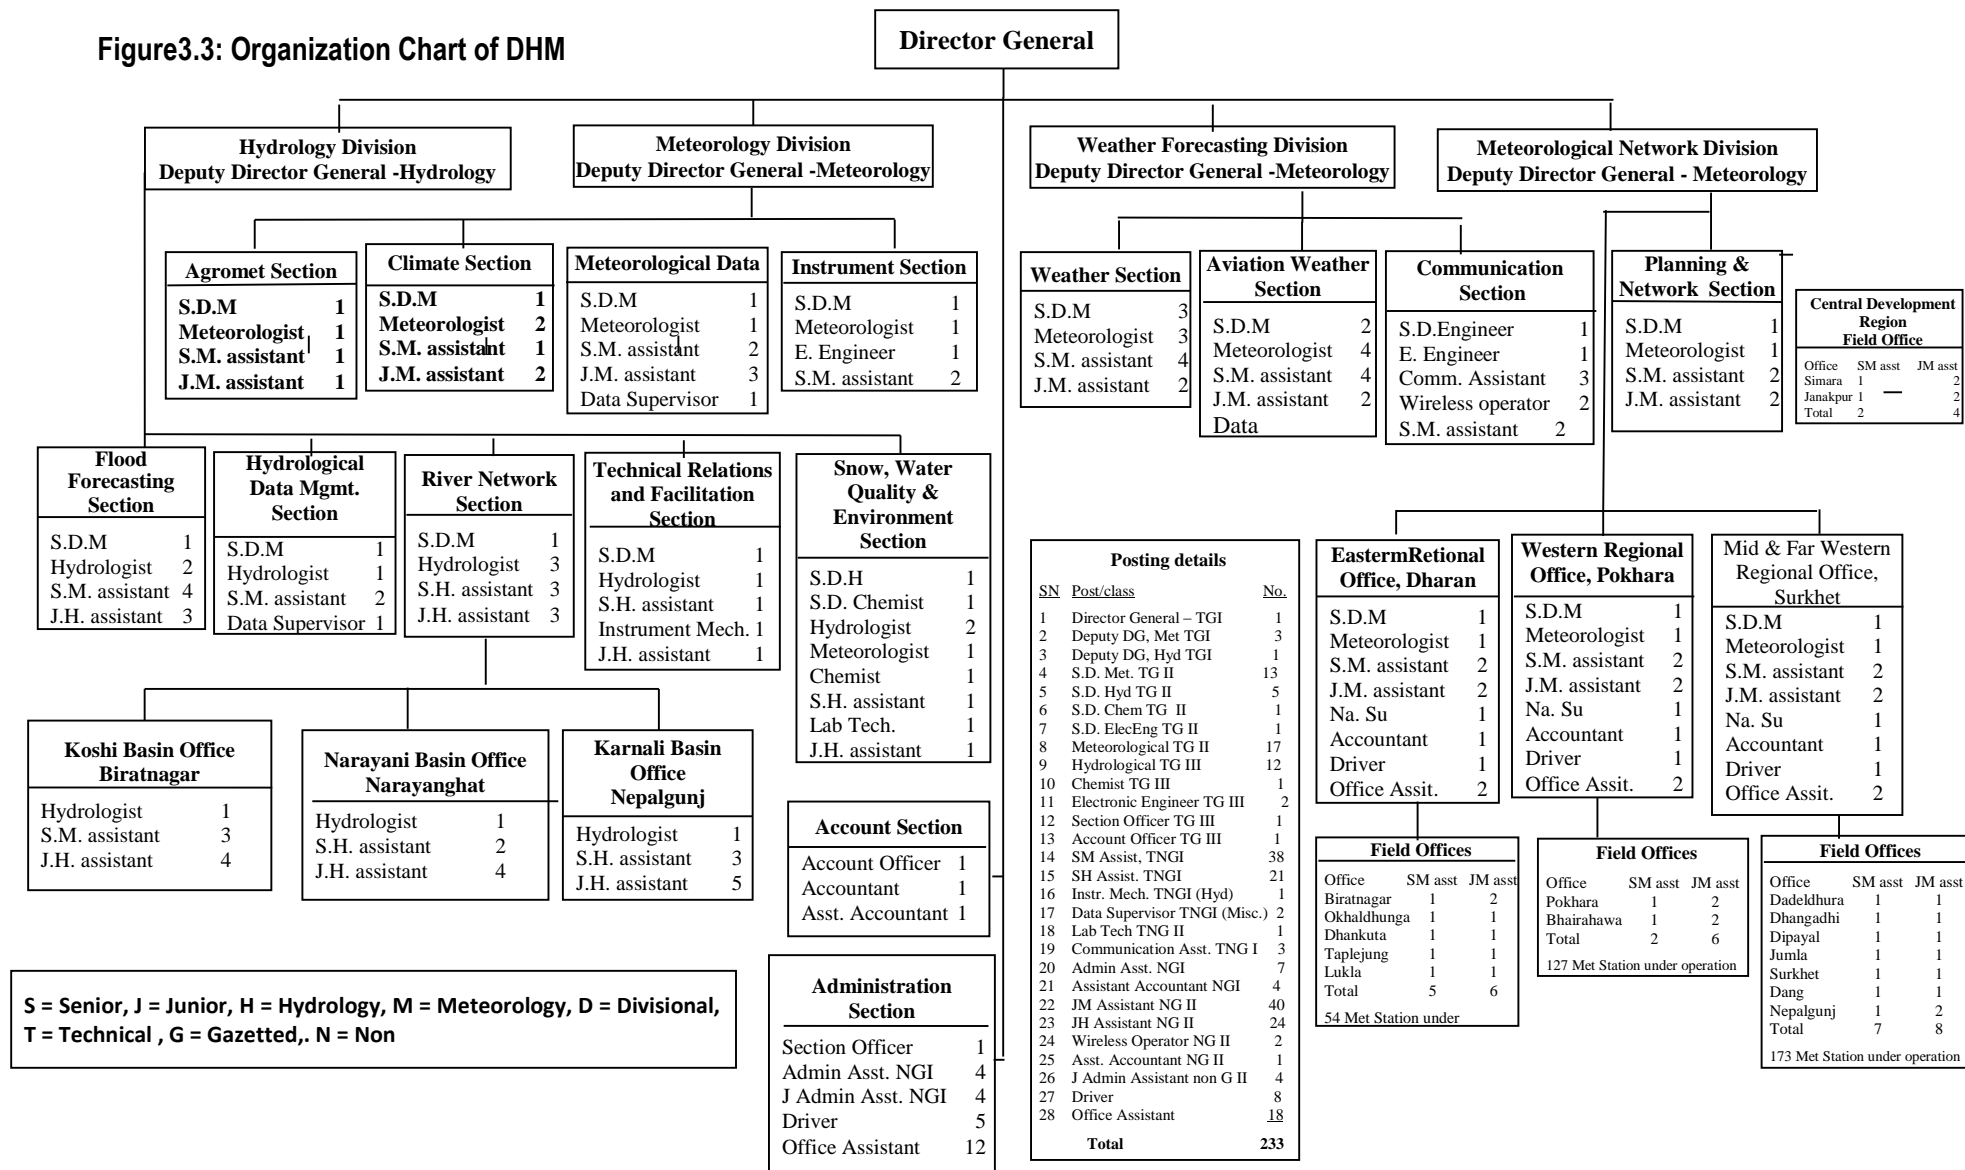 Figure3.3: Organization Chart of DHM
Director General
Hydrology Division
Deputy Director General -Hydrology
Meteorology Division
Deputy Director General -Meteorology
Weather Forecasting Division
Deputy Director General -Meteorology
Meteorological Network Division
Deputy Director General - Meteorology
Agromet Section
S.D.M 1
Meteorologist 1
S.M. assistant 1
J.M. assistant 1
Climate Section
S.D.M 1
Meteorologist 2
S.M. assistant 1
J.M. assistant 2
Meteorological Data
S.D.M 1
Meteorologist 1
S.M. assistant 2
J.M. assistant 3
Data Supervisor 1
Instrument Section
S.D.M 1
Meteorologist 1
E. Engineer 1
S.M. assistant 2
Weather Section
S.D.M 3
Meteorologist 3
S.M. assistant 4
J.M. assistant 2
Aviation Weather
Section
S.D.M 2
Meteorologist 4
S.M. assistant 4
J.M. assistant 2
Data
Communication
Section
S.D.Engineer 1
E. Engineer 1
Comm. Assistant 3
Wireless operator 2
S.M. assistant 2
Planning &
Network Section
S.D.M 1
Meteorologist 1
S.M. assistant 2
J.M. assistant 2
Central Development
Region
Field Office
Office SM asst JM asst
Simara 1 2
Janakpur 1 2
Total 2 4
Flood
Forecasting
Section
S.D.M 1
Hydrologist 2
S.M. assistant 4
J.H. assistant 3
Hydrological
Data Mgmt.
Section
S.D.M 1
Hydrologist 1
S.M. assistant 2
Data Supervisor 1
River Network
Section
S.D.M 1
Hydrologist 3
S.H. assistant 3
J.H. assistant 3
Technical Relations
and Facilitation
Section
S.D.M 1
Hydrologist 1
S.H. assistant 1
Instrument Mech. 1
J.H. assistant 1
Snow, Water
Quality &
Environment
Section
S.D.H 1
S.D. Chemist 1
Hydrologist 2
Meteorologist 1
Chemist 1
S.H. assistant 1
Lab Tech. 1
J.H. assistant 1
Koshi Basin Office
Biratnagar
Hydrologist 1
S.M. assistant 3
J.H. assistant 4
Narayani Basin Office
Narayanghat
Hydrologist 1
S.H. assistant 2
J.H. assistant 4
Karnali Basin
Office
Nepalgunj
Hydrologist 1
S.H. assistant 3
J.H. assistant 5
Account Section
Account Officer 1
Accountant 1
Asst. Accountant 1
Administration
Section
Section Officer 1
Admin Asst. NGI 4
J Admin Asst. NGI 4
Driver 5
Office Assistant 12
Posting details
SN Post/class No.
1 Director General – TGI 1
2 Deputy DG, Met TGI 3
3 Deputy DG, Hyd TGI 1
4 S.D. Met. TG II 13
5 S.D. Hyd TG II 5
6 S.D. Chem TG II 1
7 S.D. ElecEng TG II 1
8 Meteorological TG II 17
9 Hydrological TG III 12
10 Chemist TG III 1
11 Electronic Engineer TG III 2
12 Section Officer TG III 1
13 Account Officer TG III 1
14 SM Assist, TNGI 38
15 SH Assist. TNGI 21
16 Instr. Mech. TNGI (Hyd) 1
17 Data Supervisor TNGI (Misc.) 2
18 Lab Tech TNG II 1
19 Communication Asst. TNG I 3
20 Admin Asst. NGI 7
21 Assistant Accountant NGI 4
22 JM Assistant NG II 40
23 JH Assistant NG II 24
24 Wireless Operator NG II 2
25 Asst. Accountant NG II 1
26 J Admin Assistant non G II 4
27 Driver 8
28 Office Assistant 18
Total 233
EastermRetional
Office, Dharan
S.D.M 1
Meteorologist 1
S.M. assistant 2
J.M. assistant 2
Na. Su 1
Accountant 1
Driver 1
Office Assit. 2
Western Regional
Office, Pokhara
S.D.M 1
Meteorologist 1
S.M. assistant 2
J.M. assistant 2
Na. Su 1
Accountant 1
Driver 1
Office Assit. 2
Mid & Far Western
Regional Office,
Surkhet
S.D.M 1
Meteorologist 1
S.M. assistant 2
J.M. assistant 2
Na. Su 1
Accountant 1
Driver 1
Office Assit. 2
Field Offices
Office SM asst JM asst
Biratnagar 1 2
Okhaldhunga 1 1
Dhankuta 1 1
Taplejung 1 1
Lukla 1 1
Total 5 6
54 Met Station under
Field Offices
Office SM asst JM asst
Pokhara 1 2
Bhairahawa 1 2
Total 2 6
127 Met Station under operation
Field Offices
Office SM asst JM asst
Dadeldhura 1 1
Dhangadhi 1 1
Dipayal 1 1
Jumla 1 1
Surkhet 1 1
Dang 1 1
Nepalgunj 1 2
Total 7 8
173 Met Station under operation
S = Senior, J = Junior, H = Hydrology, M = Meteorology, D = Divisional,
T = Technical , G = Gazetted,. N = Non